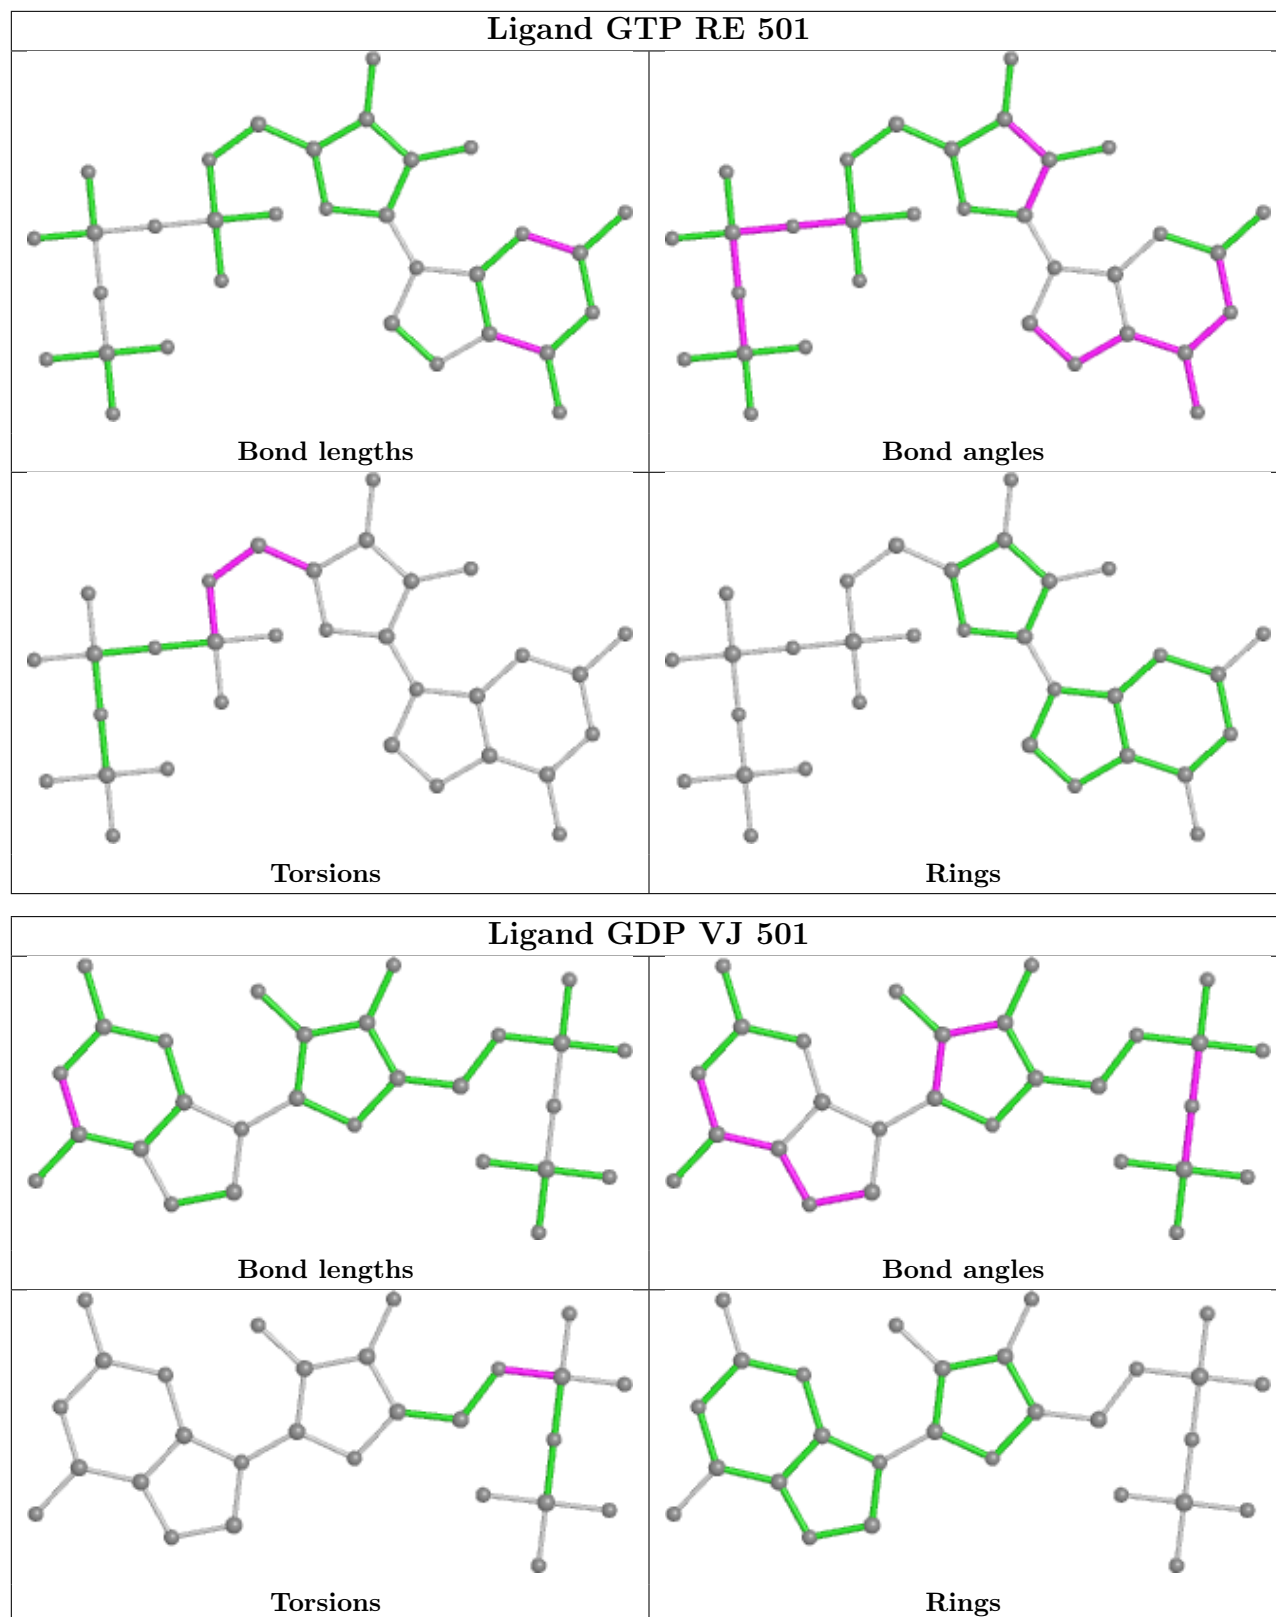 Ligand GTP RE 501
Bond lengths
Bond angles
Torsions
Rings
Ligand GDP VJ 501
Bond lengths
Bond angles
Torsions
Rings